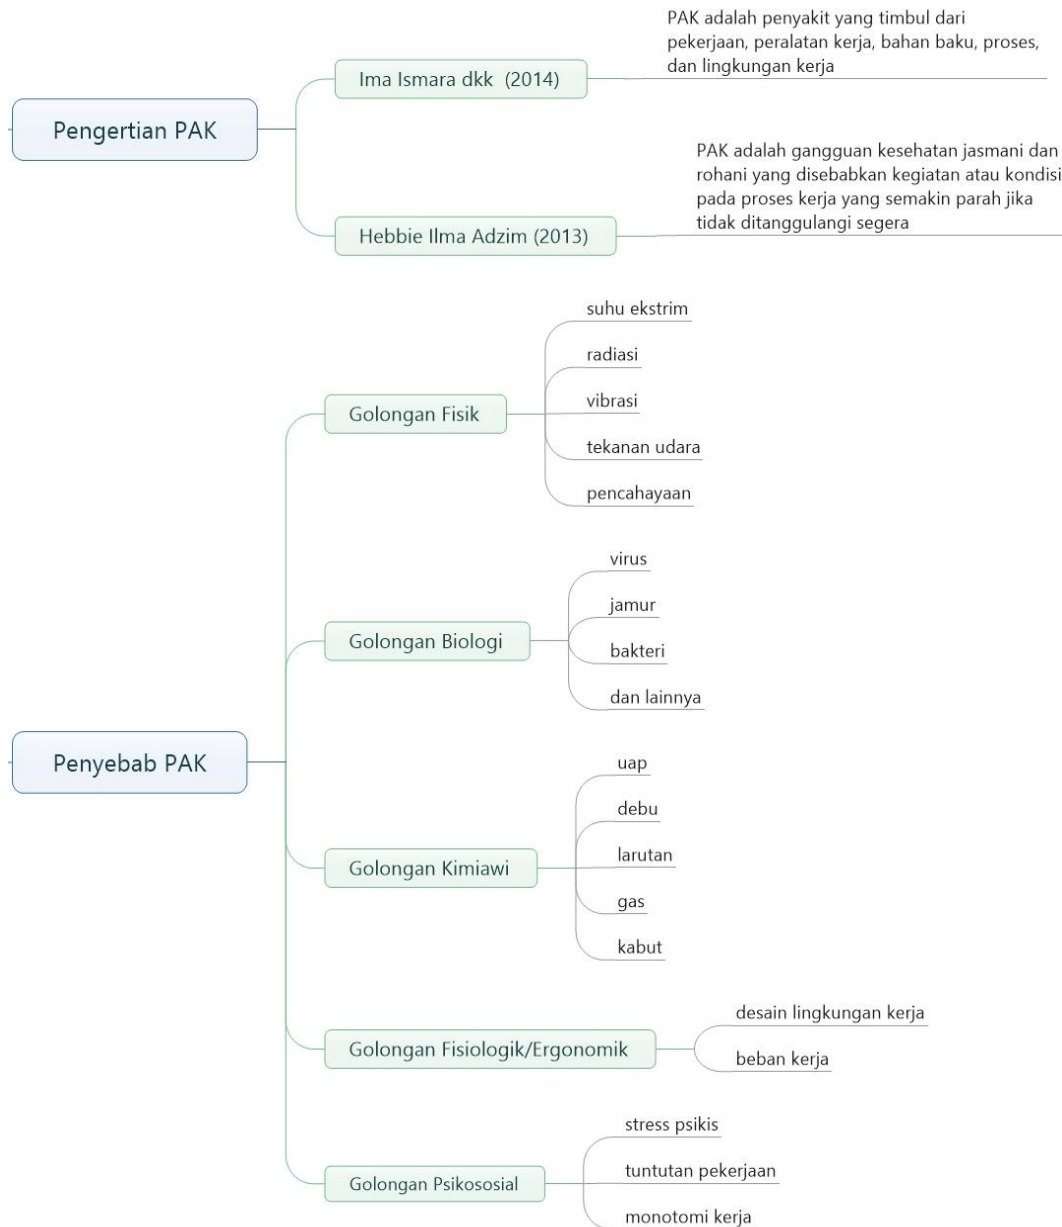 Pengertian PAK
Ima Ismara dkk (2014)
PAK adalah penyakit yang timbul dari
pekerjaan, peralatan kerja, bahan baku, proses,
dan lingkungan kerja
Hebbie Ilma Adzim (2013)
PAK adalah gangguan kesehatan jasmani dan
rohani yang disebabkan kegiatan atau kondisi
pada proses kerja yang semakin parah jika
tidak ditanggulangi segera
Penyebab PAK
Golongan Fisik
suhu ekstrim
radiasi
vibrasi
tekanan udara
pencahayaan
Golongan Biologi
virus
jamur
bakteri
dan lainnya
Golongan Kimiawi
uap
debu
larutan
gas
kabut
Golongan Fisiologik/Ergonomik
desain lingkungan kerja
beban kerja
Golongan Psikososial
stress psikis
tuntutan pekerjaan
monotomi kerja